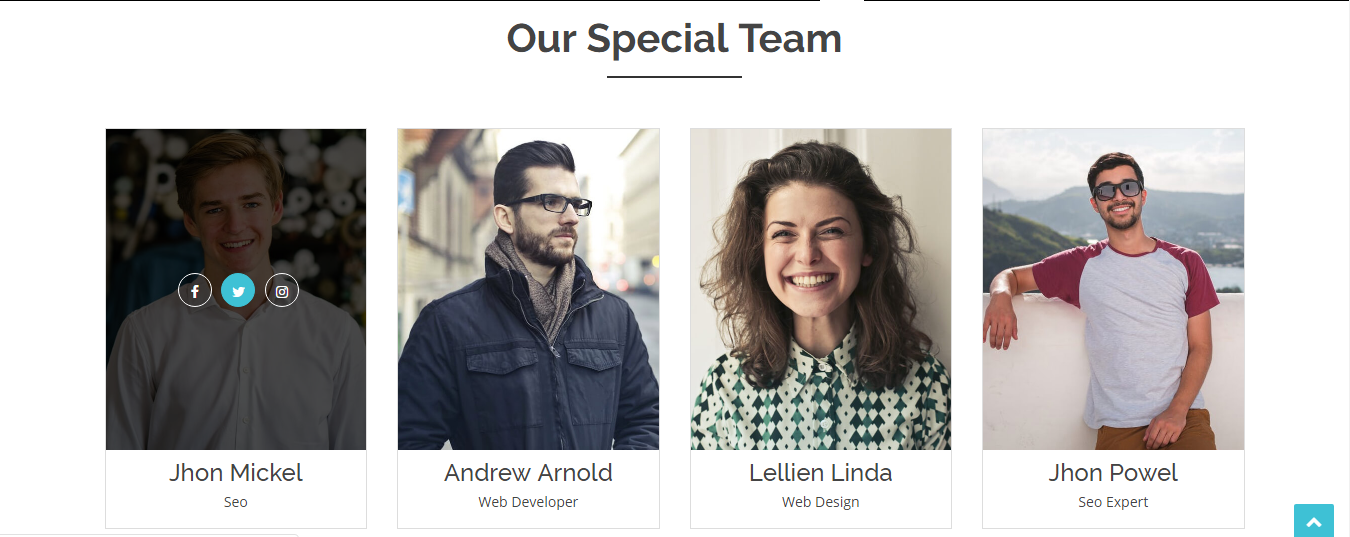 Our Special Team
Jhon Mickel
Seo
Andrew Arnold
Web Developer
Lellien Linda
Web Design
Jhon Powel
Seo Expert